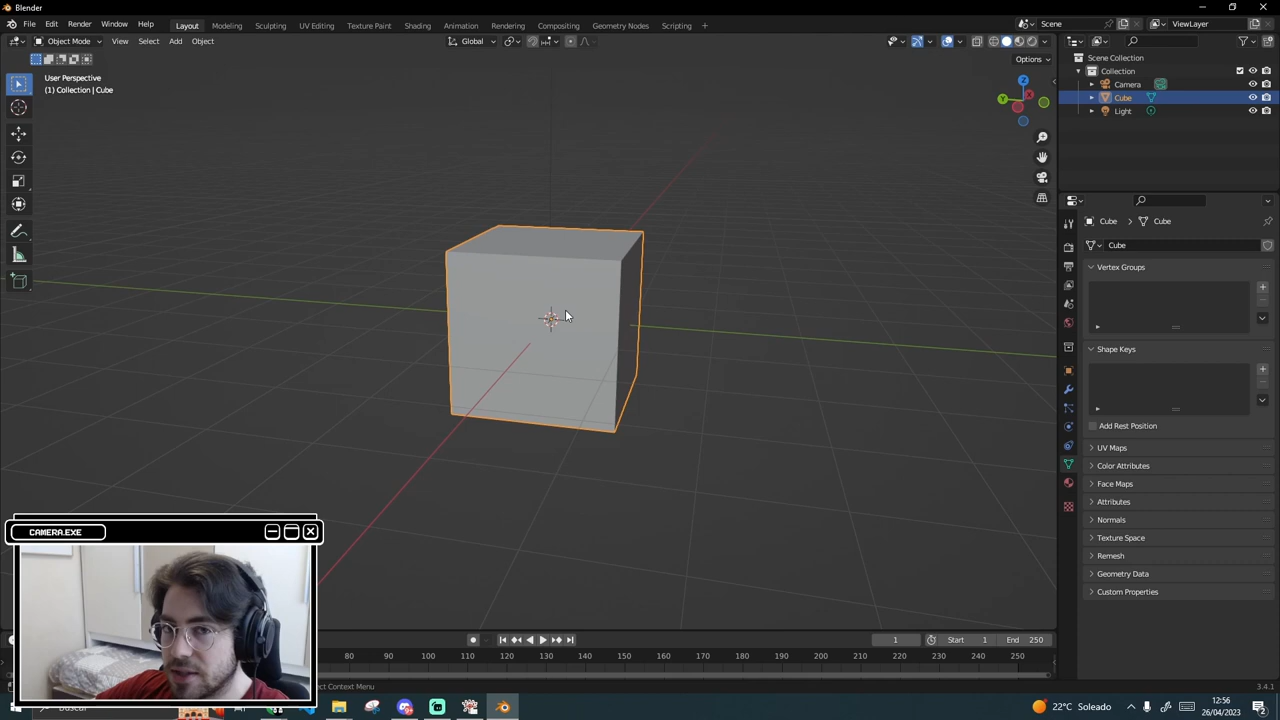 Blender
File Edit Render Window Help
Layout Modeling Sculpting UV Editing Texture Paint Shading Animation Rendering Compositing Geometry Nodes Scripting +
Scene
ViewLayer
Object Mode View Select Add Object
Global
Options
User Perspective
(1) Collection | Cube
Z
Y
X
Scene Collection
Collection
Camera
Cube
Light
Cube Cube
Cube
Vertex Groups
Shape Keys
Add Rest Position
UV Maps
Color Attributes
Face Maps
Attributes
Normals
Texture Space
Remesh
Geometry Data
Custom Properties
CAMERA.EXE
1 Start 1 End 250
80 90 100 110 120 130 140 150 160 170 180 190 200 210 220 230 240 250
Context Menu
3.4.1
Buscar
22°C Soleado
12:56
26/04/2023